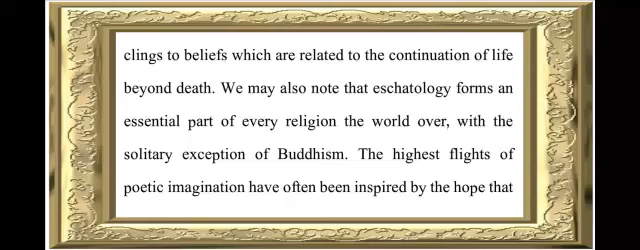 clings to beliefs which are related to the continuation of life
beyond death. We may also note that eschatology forms an
essential part of every religion the world over, with the
solitary exception of Buddhism. The highest flights of
poetic imagination have often been inspired by the hope that